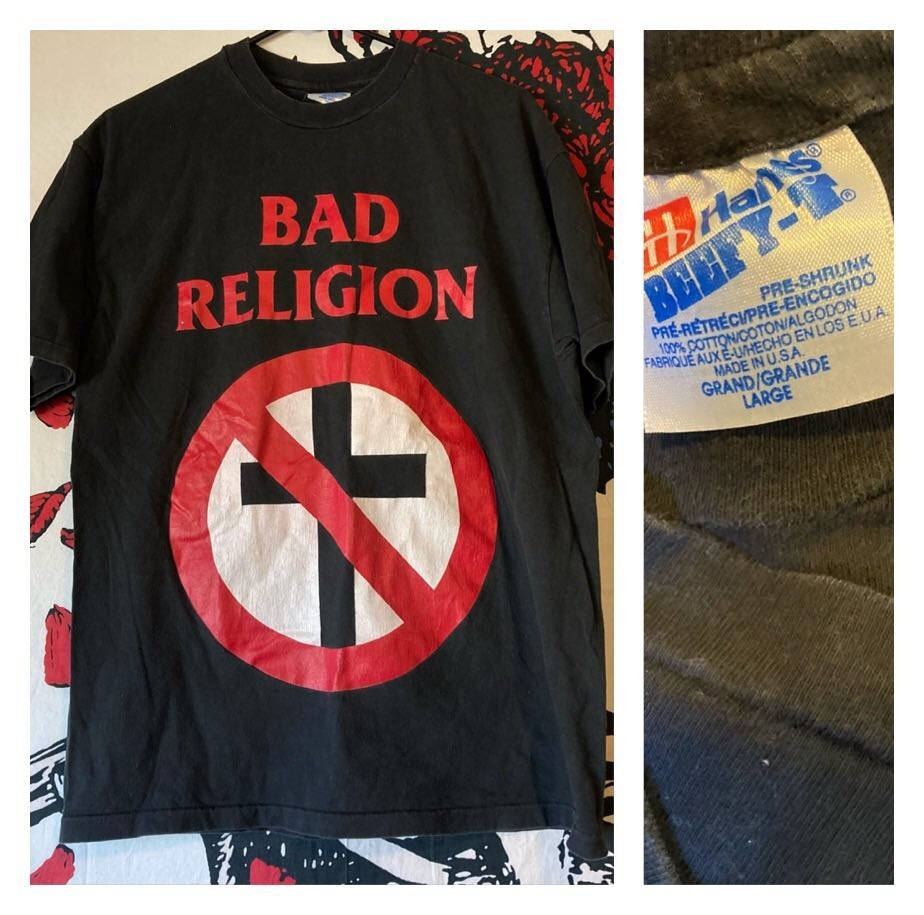 BAD
RELIGION
Hanes®
BEEFY-T®
PRE-SHRUNK
PRÉ-RÉTRÉCI/PRE-ENCOGIDO
100% COTTON/COTON/ALGODON
FABRIQUÉ AUX É-U/HECHO EN LOS E.U.A.
MADE IN U.S.A.
GRAND/GRANDE
LARGE